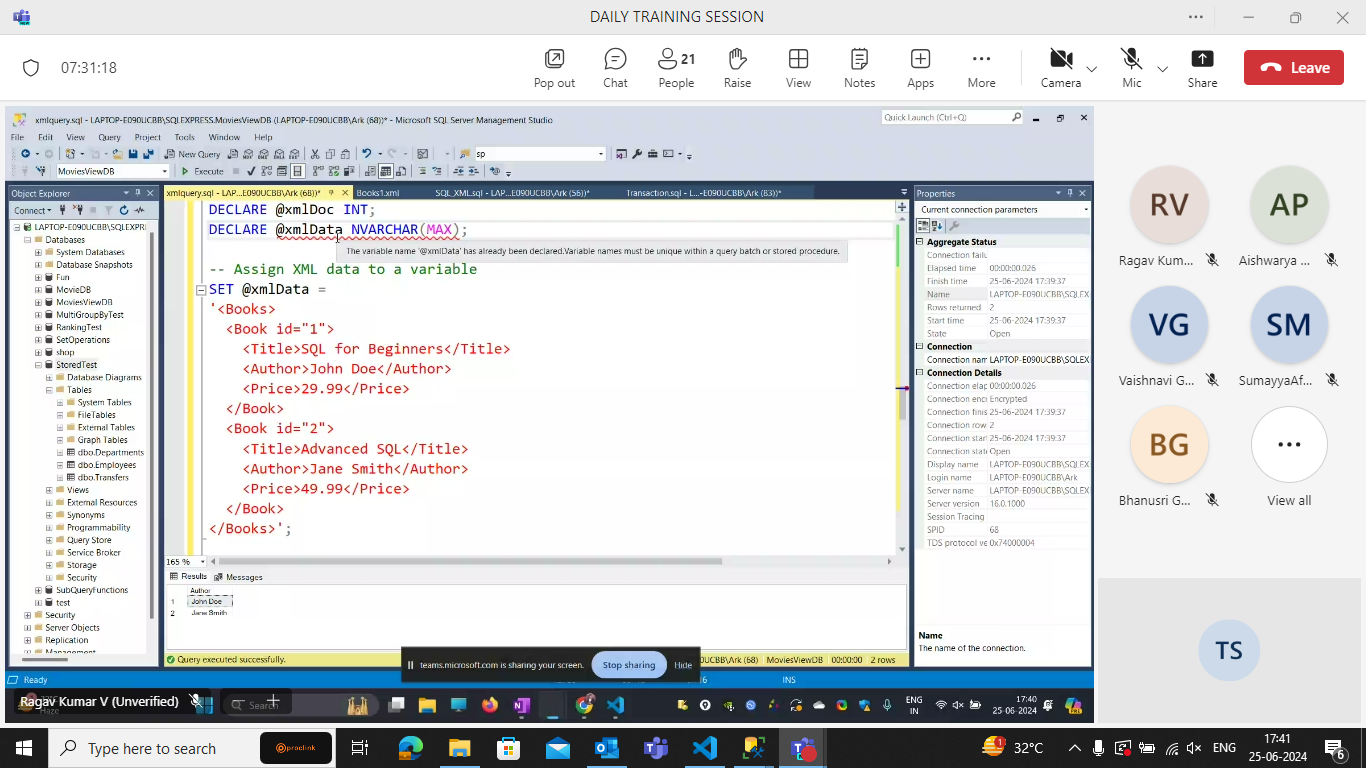 DAILY TRAINING SESSION
07:31:18
Pop out
Chat
21
People
Raise
View
Notes
Apps
More
Camera
Mic
Share
Leave
xmlquery.sql - LAPTOP-E090UCBB\SQLEXPRESS.MoviesViewDB (LAPTOP-E090UCBB\Ark (68))* - Microsoft SQL Server Management Studio
Quick Launch (Ctrl+Q)
File Edit View Query Project Tools Window Help
New Query
sp
MoviesViewDB
Execute
Object Explorer
Connect
LAPTOP-E090UCBB\SQLEXPRI
Databases
System Databases
Database Snapshots
Fun
MovieDB
MoviesViewDB
MultiGroupByTest
RankingTest
SetOperations
shop
StoredTest
Database Diagrams
Tables
System Tables
FileTables
External Tables
Graph Tables
dbo.Departments
dbo.Employees
dbo.Transfers
Views
External Resources
Synonyms
Programmability
Query Store
Service Broker
Storage
Security
SubQueryFunctions
test
Security
Server Objects
Replication
Management
xmlquery.sql - LAP...E090UCBB\Ark (68))*
Books1.xml
SQL_XML.sql - LAP...-E090UCBB\Ark (56))*
Transaction.sql - L...-E090UCBB\Ark (83))*
DECLARE @xmlDoc INT;
DECLARE @xmlData NVARCHAR(MAX);
The variable name '@xmlData' has already been declared.Variable names must be unique within a query batch or stored procedure.
-- Assign XML data to a variable
SET @xmlData =
'<Books>
<Book id="1">
<Title>SQL for Beginners</Title>
<Author>John Doe</Author>
<Price>29.99</Price>
</Book>
<Book id="2">
<Title>Advanced SQL</Title>
<Author>Jane Smith</Author>
<Price>49.99</Price>
</Book>
</Books>';
165 %
Results
Messages
Author
1 John Doe
2 Jane Smith
Query executed successfully.
0UCBB\Ark (68)
MoviesViewDB
00:00:00
2 rows
Properties
Current connection parameters
Aggregate Status
Connection failu
Elapsed time 00:00:00.026
Finish time 25-06-2024 17:39:37
Name LAPTOP-E090UCBB\SQLEX
Rows returned 2
Start time 25-06-2024 17:39:37
State Open
Connection
Connection nam LAPTOP-E090UCBB\SQLEX
Connection Details
Connection elap 00:00:00.026
Connection encr Encrypted
Connection finis 25-06-2024 17:39:37
Connection row 2
Connection star 25-06-2024 17:39:37
Connection stat Open
Display name LAPTOP-E090UCBB\SQLEX
Login name LAPTOP-E090UCBB\Ark
Server name LAPTOP-E090UCBB\SQLEX
Server version 16.0.1000
Session Tracing
SPID 68
TDS protocol ve 0x74000004
Name
The name of the connection.
teams.microsoft.com is sharing your screen.
Stop sharing
Hide
Ready
INS
Ragav Kumar V (Unverified)
Haze
Search
ENG
IN
17:40
25-06-2024
RV
Ragav Kum...
AP
Aishwarya ...
VG
Vaishnavi G...
SM
SumayyaAf...
BG
Bhanusri G...
View all
TS
Type here to search
proclink
1
32°C
ENG
17:41
25-06-2024
6